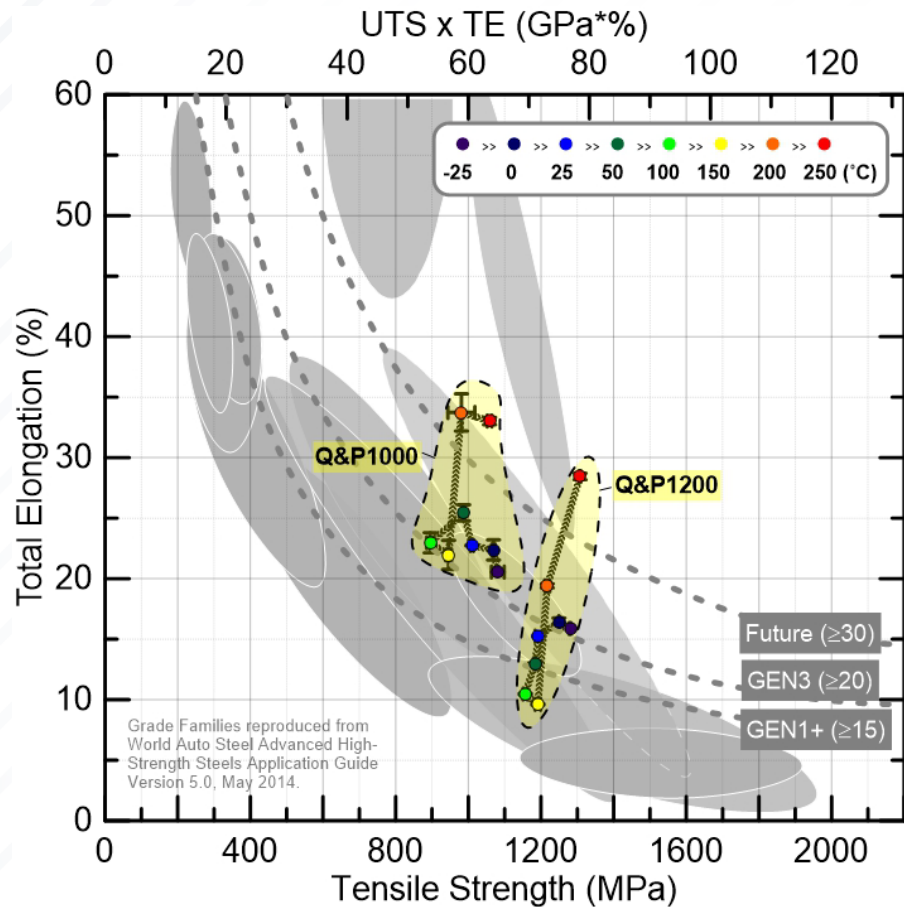 UTS x TE (GPa*%)
0 20 40 60 80 100 120
60
-25 >> 0 >> 25 >> 50 >> 100 >> 150 >> 200 >> 250 (°C)
50
40
Total Elongation (%)
30
Q&P1000
Q&P1200
20
Future (≥30)
GEN3 (≥20)
10
GEN1+ (≥15)
Grade Families reproduced from
World Auto Steel Advanced High-
Strength Steels Application Guide
Version 5.0, May 2014.
0
0 400 800 1200 1600 2000
Tensile Strength (MPa)